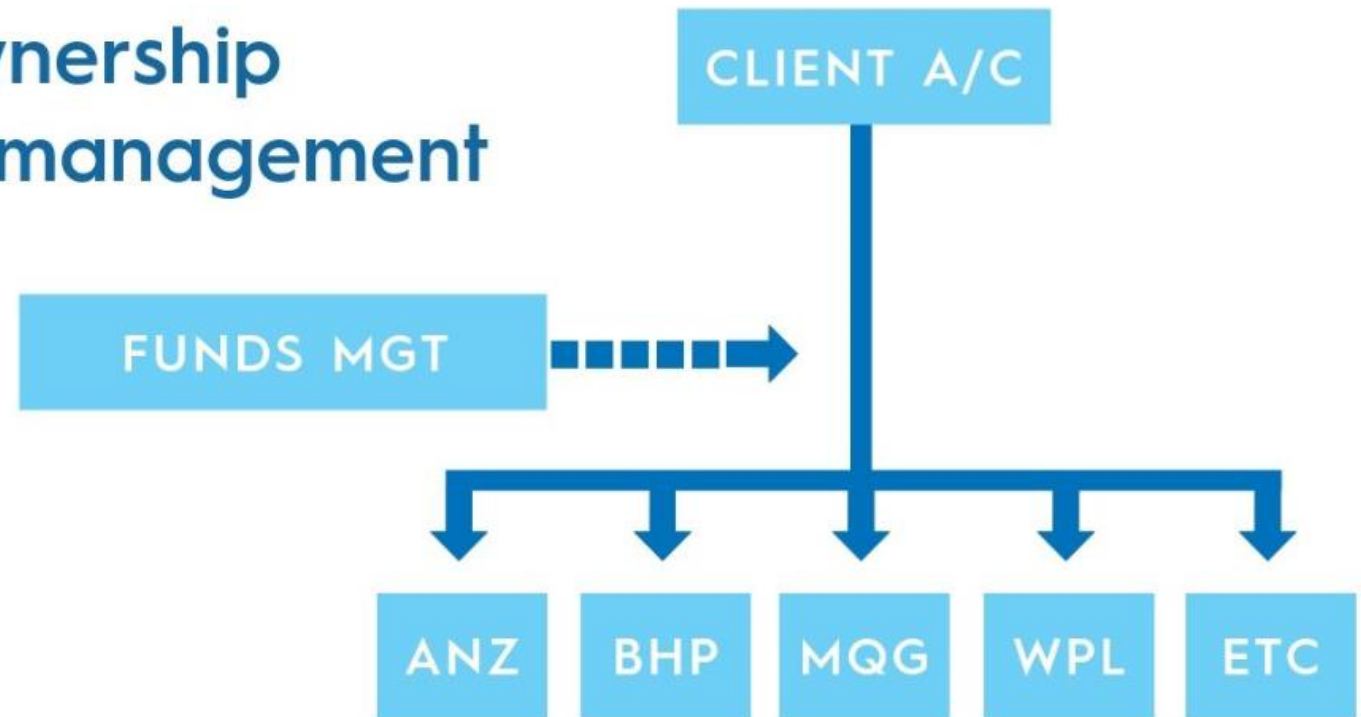 management
CLIENT A/C
FUNDS MGT
ANZ
BHP
MQG
WPL
ETC